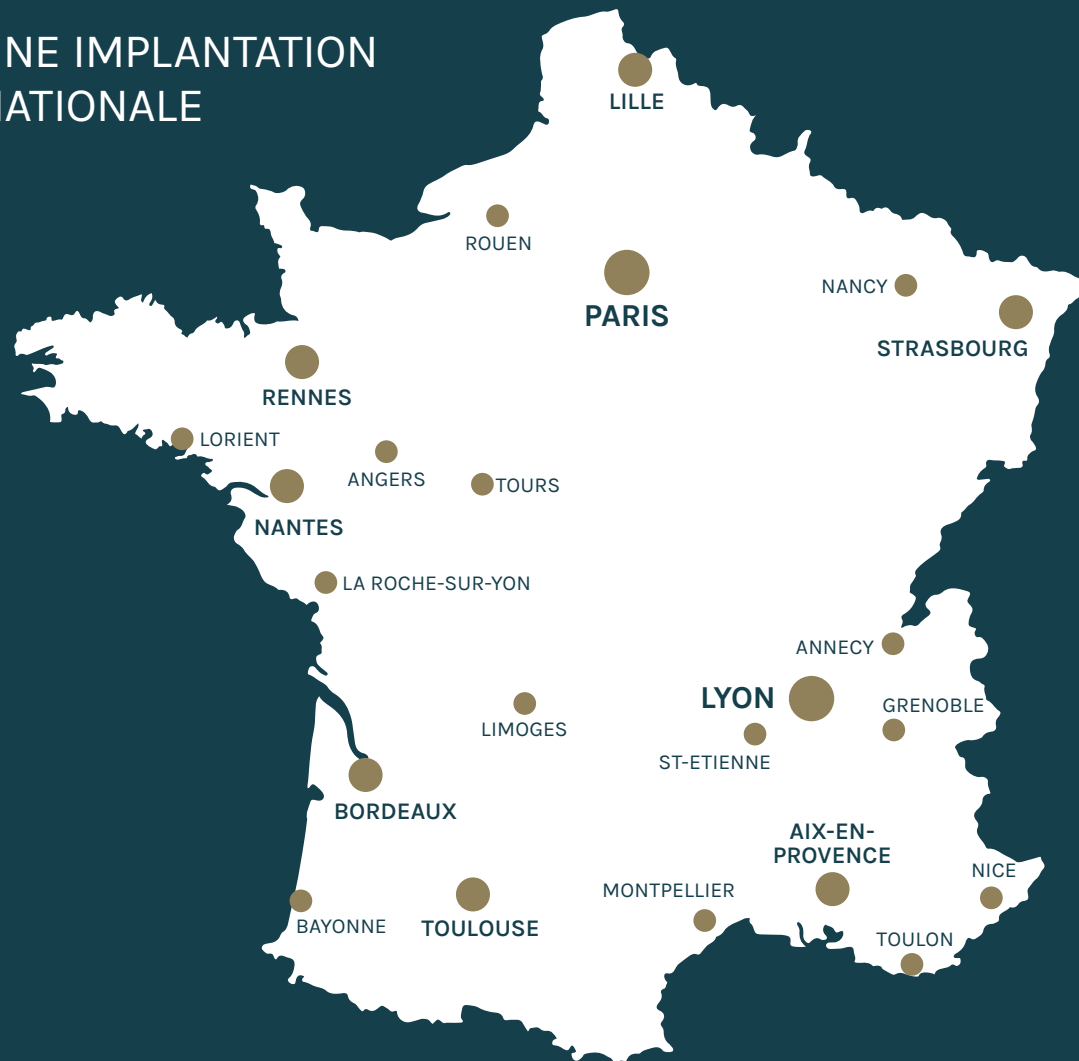 NE IMPLANTATION
NATIONALE
LILLE
ROUEN
PARIS
NANCY
STRASBOURG
RENNES
LORIENT
ANGERS
TOURS
NANTES
LA ROCHE-SUR-YON
ANNECY
LYON
GRENOBLE
LIMOGES
ST-ETIENNE
BORDEAUX
AIX-EN-
PROVENCE
NICE
MONTPELLIER
BAYONNE
TOULOUSE
TOULON